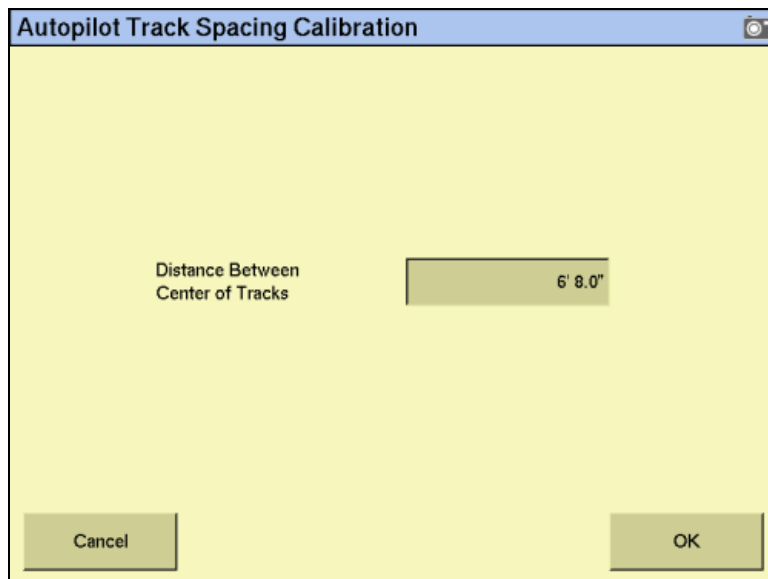 Autopilot Track Spacing Calibration
Distance Between
Center of Tracks
6' 8.0"
Cancel
OK